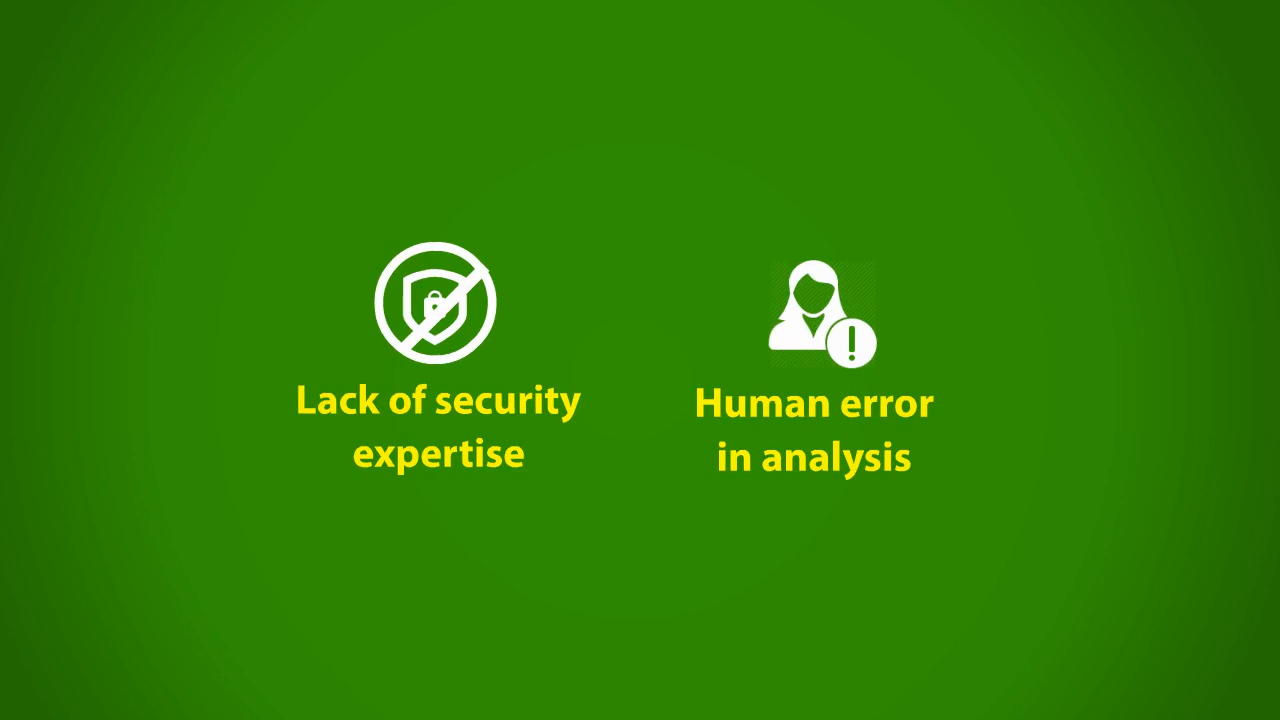 Lack of security
expertise
Human error
in analysis